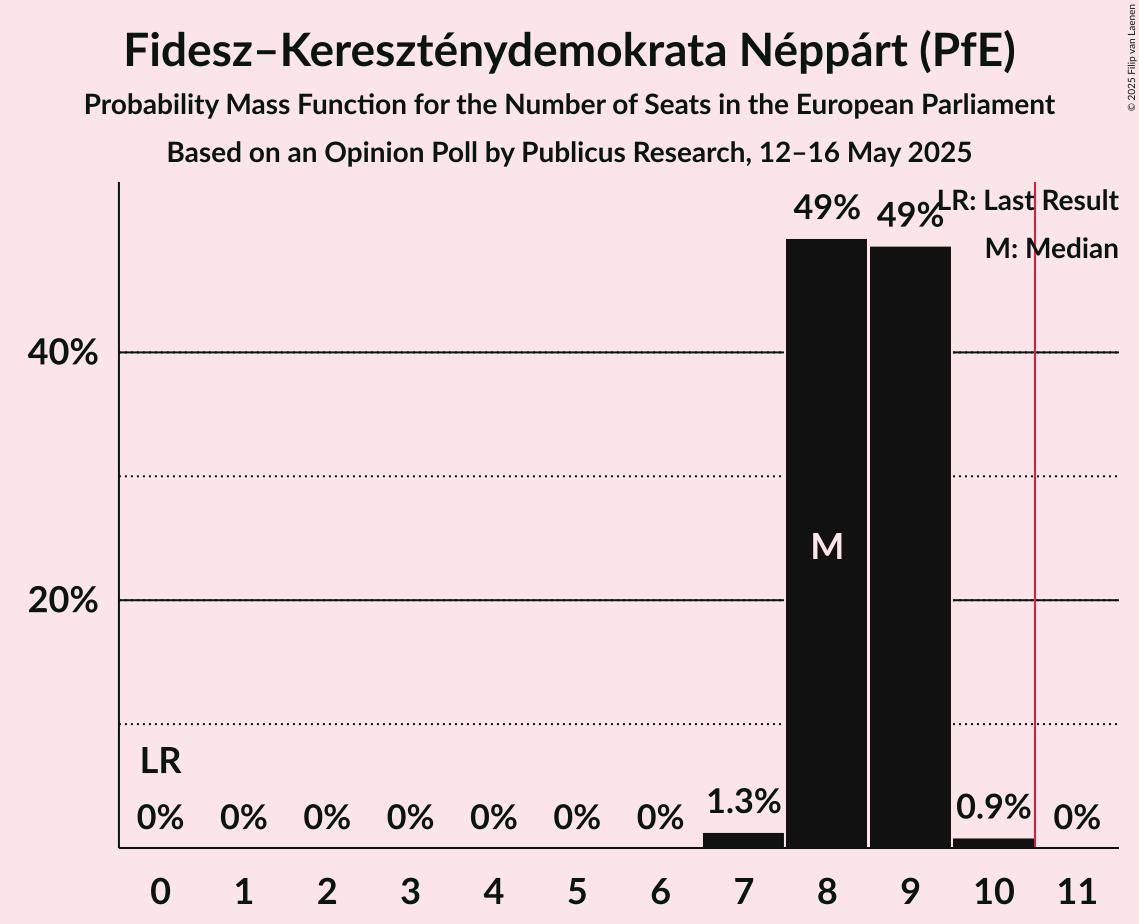 Fidesz–Kereszténydemokrata Néppárt (PfE)
Probability Mass Function for the Number of Seats in the European Parliament
Based on an Opinion Poll by Publicus Research, 12–16 May 2025
© 2025 Filip van Laenen
LR: Last Result
M: Median
49% 49%
40%
M
20%
LR
0% 0% 0% 0% 0% 0% 0% 1.3% 0.9% 0%
0 1 2 3 4 5 6 7 8 9 10 11